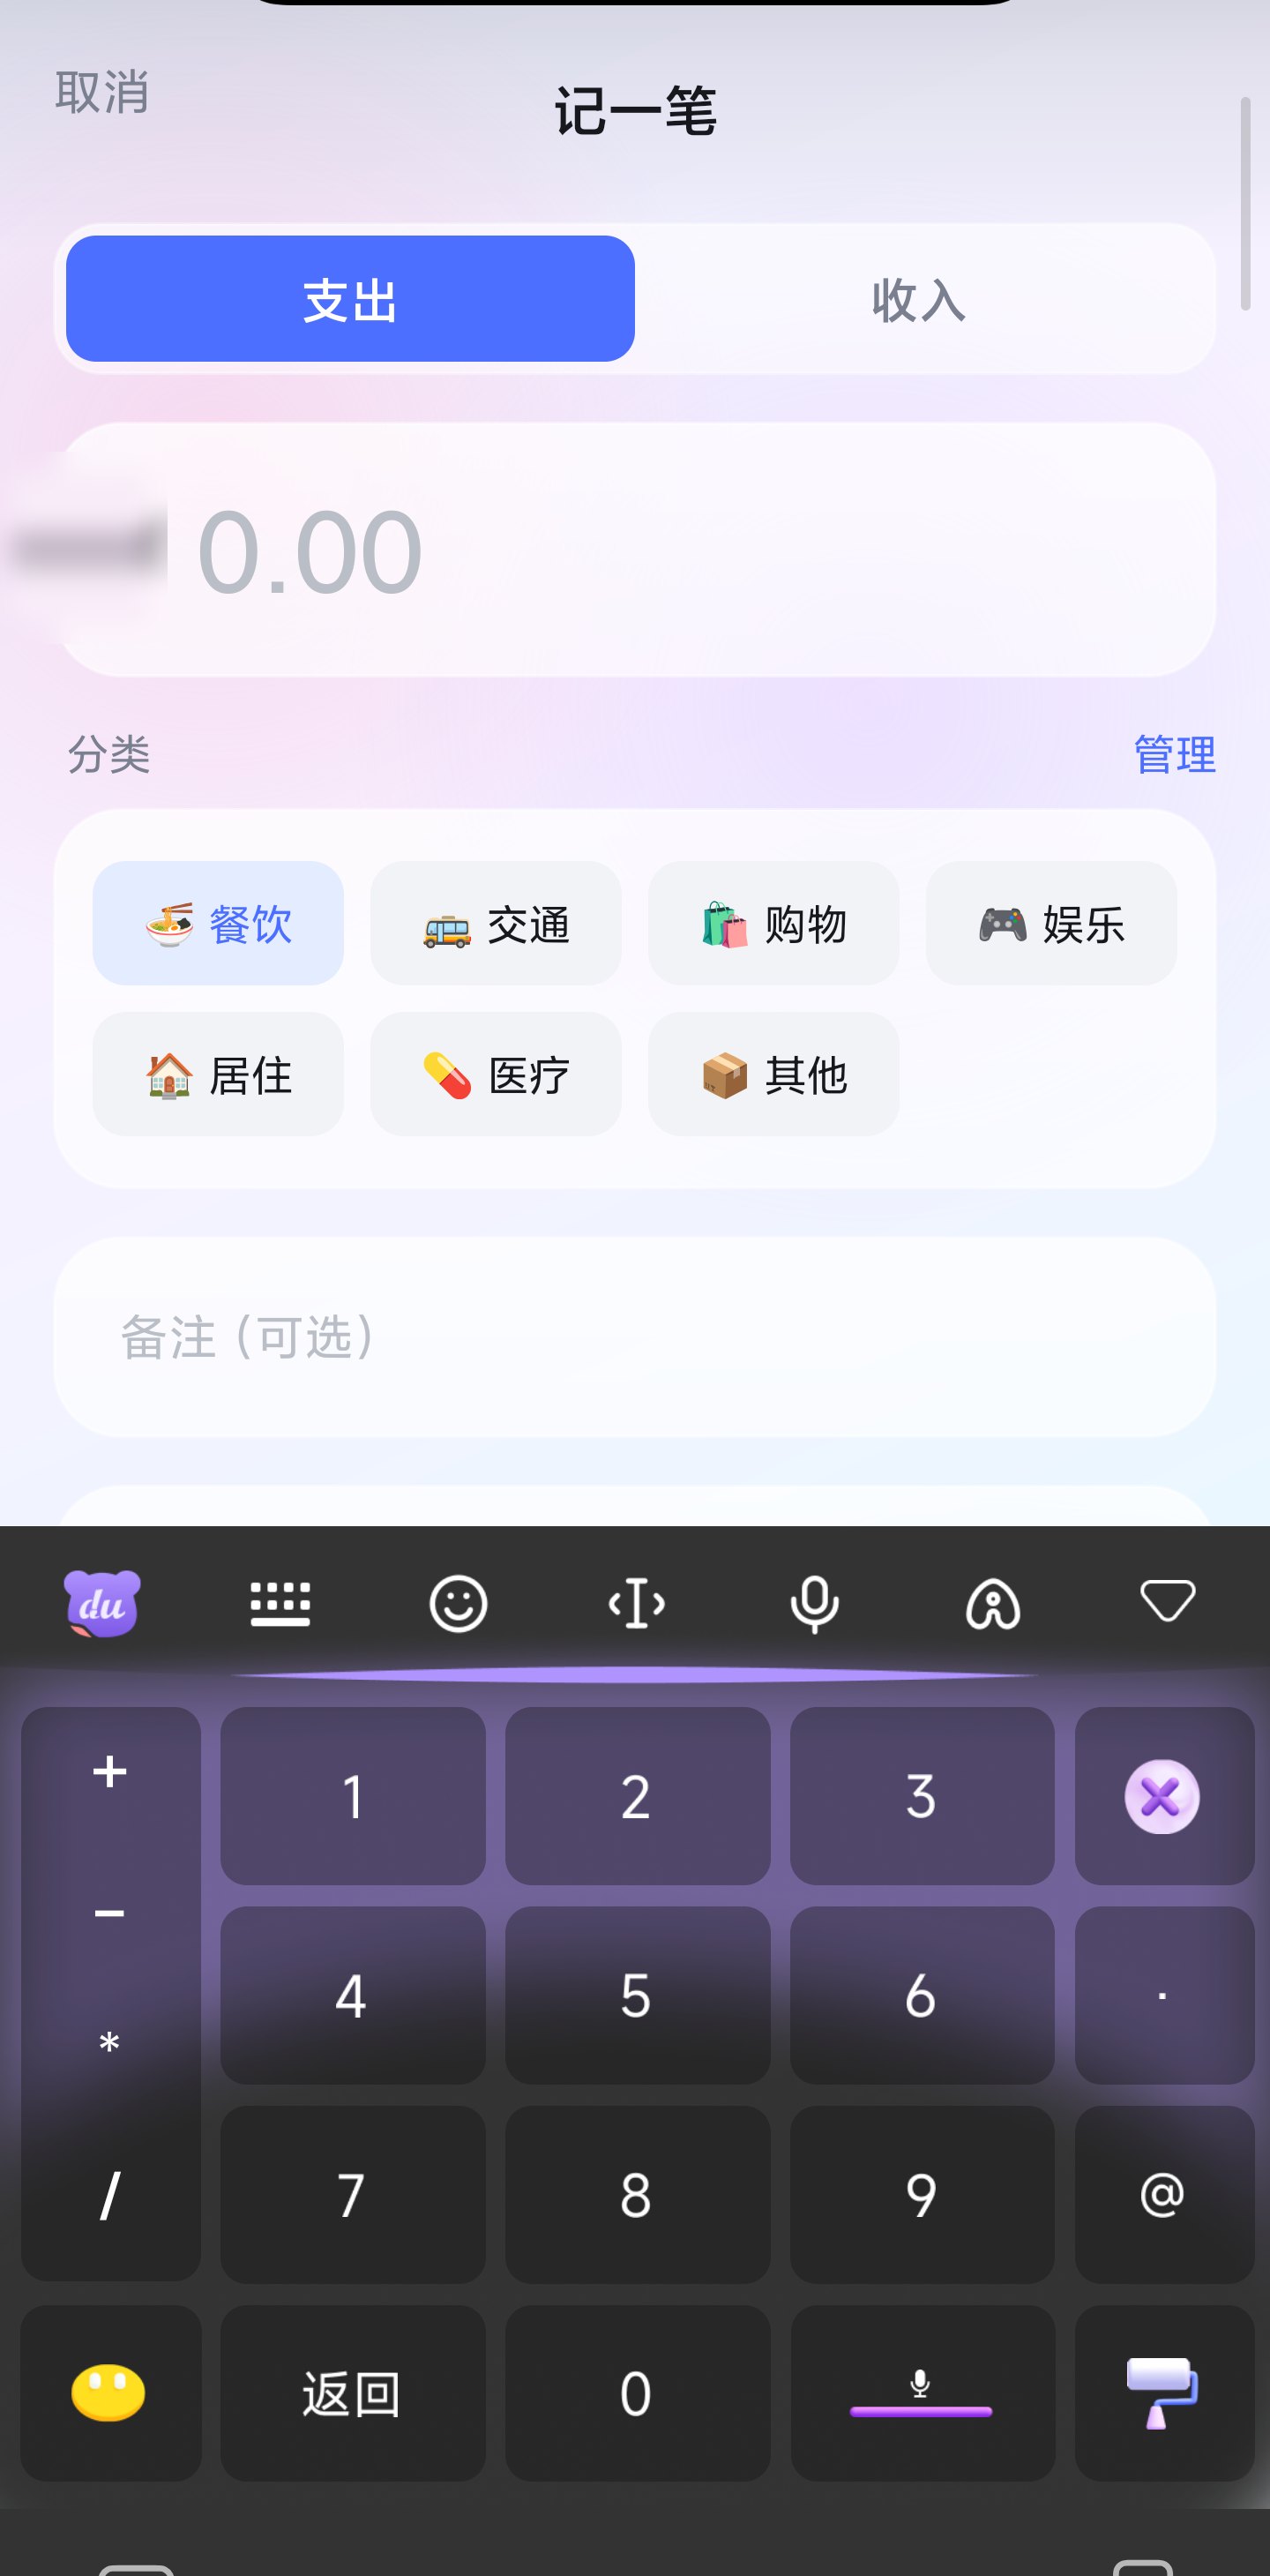 取消
记一笔
支出 收入
0.00
分类 管理
🍜 餐饮 🚌 交通 🛍️ 购物 🎮 娱乐
🏠 居住 💊 医疗 📦 其他
备注（可选）
du
+ 1 2 3
- 4 5 6 .
*
/ 7 8 9 @
返回 0